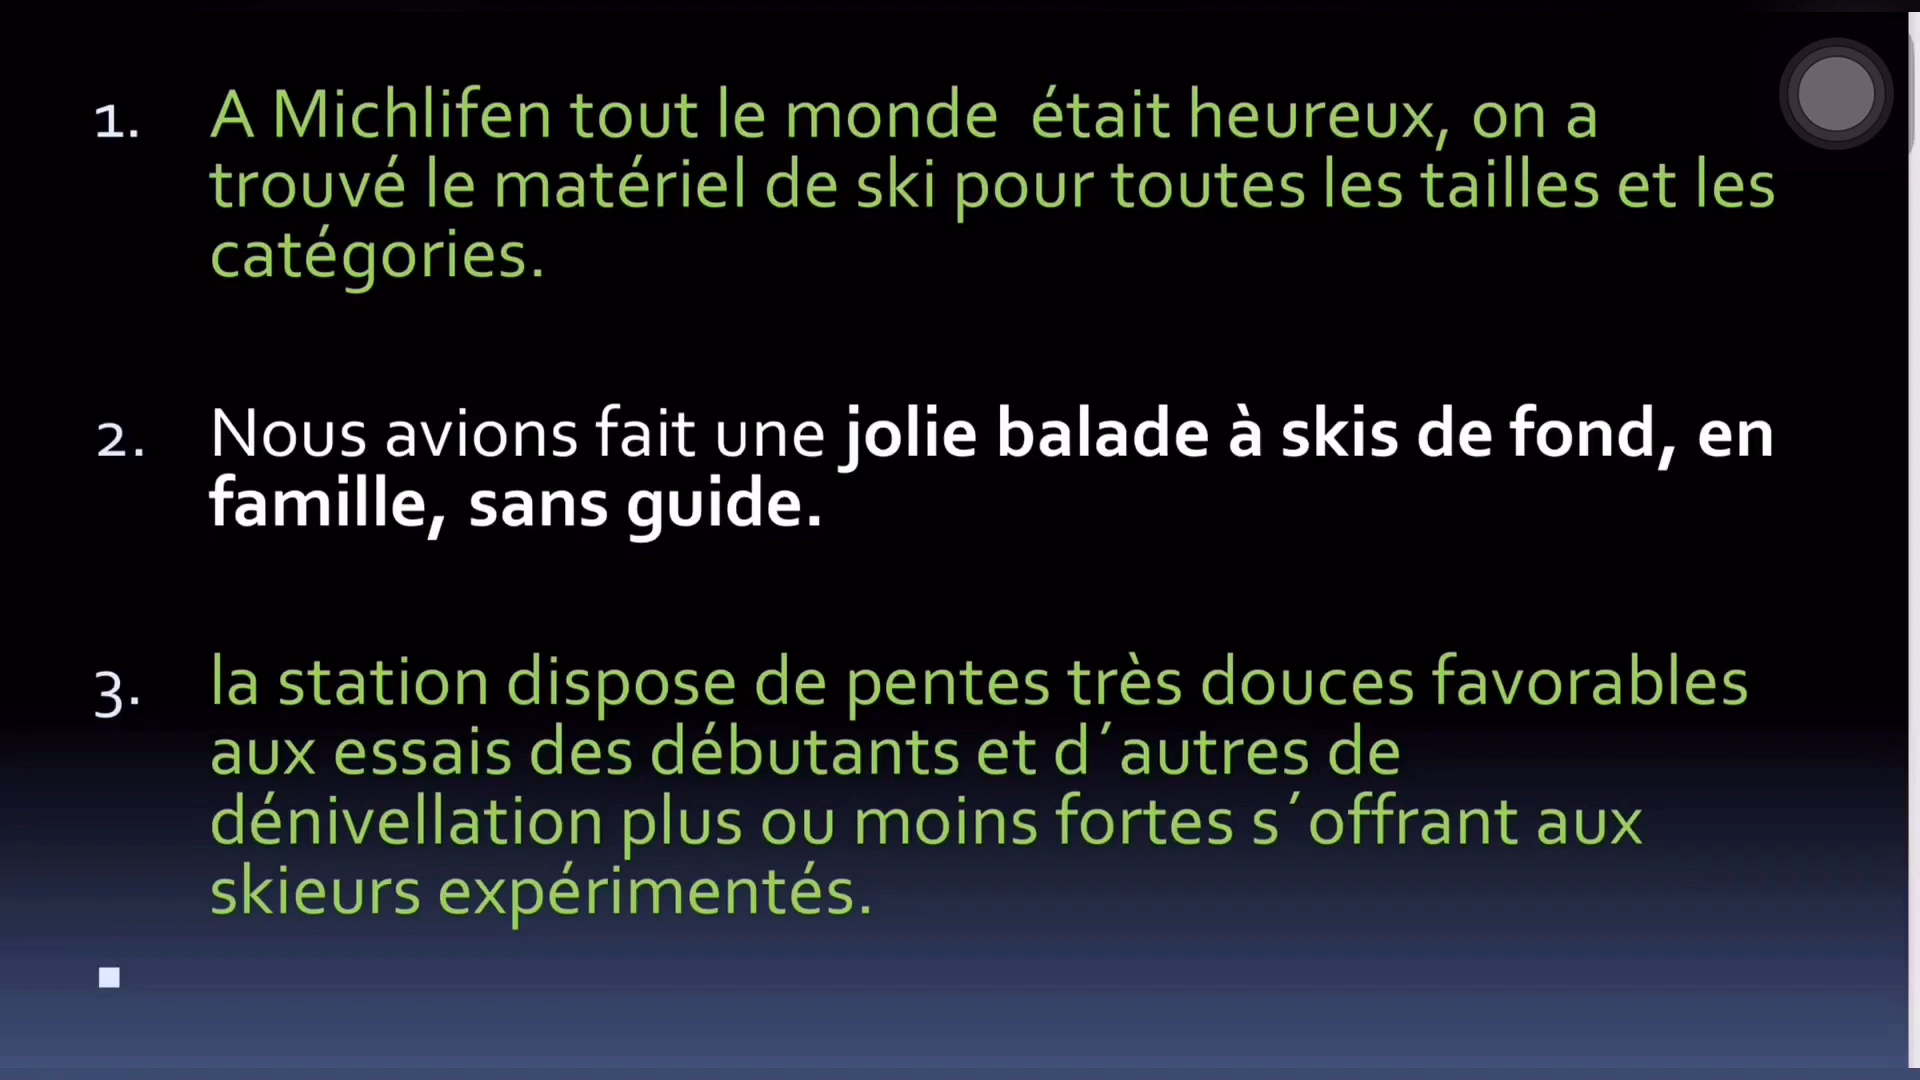 1. A Michlifen tout le monde  était heureux, on a
trouvé le matériel de ski pour toutes les tailles et les
catégories.
2. Nous avions fait une jolie balade à skis de fond, en
famille, sans guide.
3. la station dispose de pentes très douces favorables
aux essais des débutants et d´autres de
dénivellation plus ou moins fortes s´offrant aux
skieurs expérimentés.